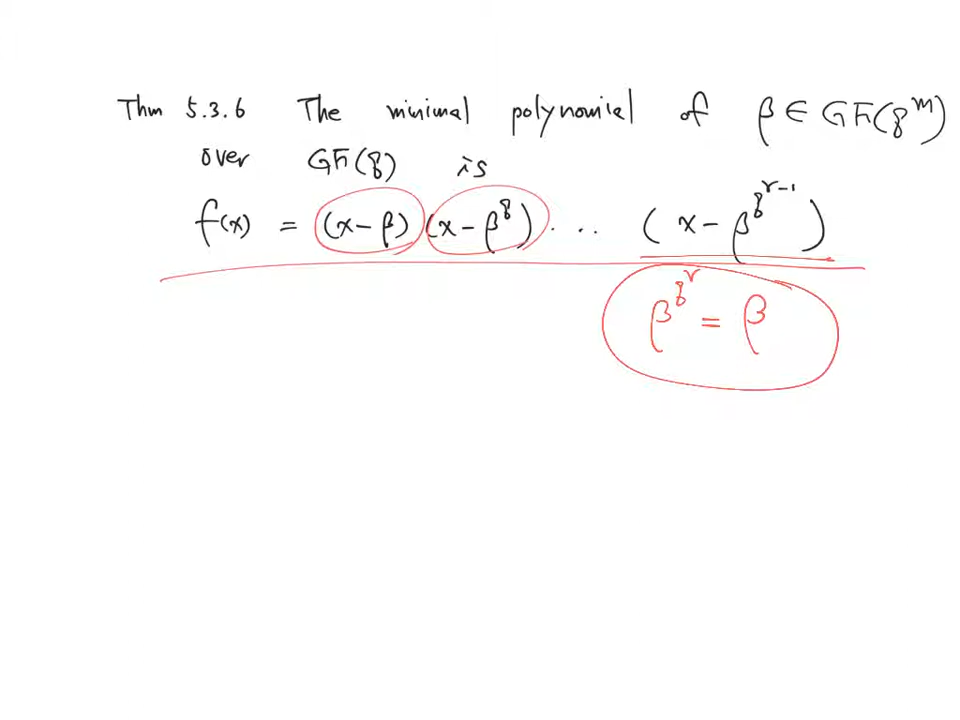 Thm 5.3.6 The minimal polynomial of β ∈ GF(q^m)
over GF(q) is
f(x) = (x-β)(x-β^q) ... (x-β^{q^{r-1}})
β^{q^r} = β